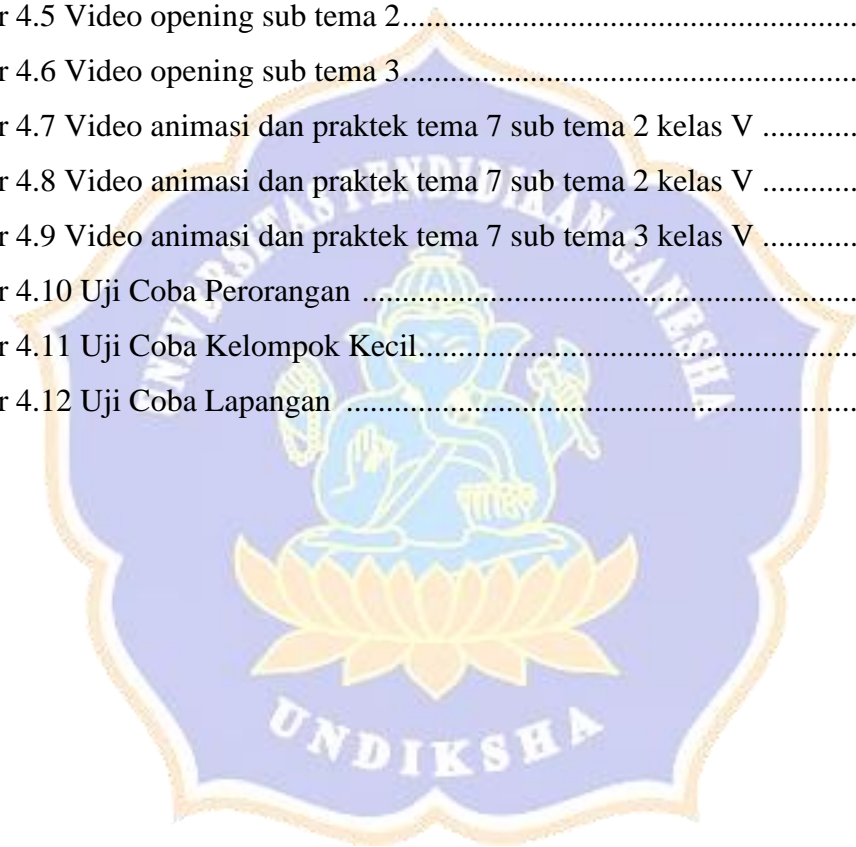 r 4.5 Video opening sub tema 2...........................................................
r 4.6 Video opening sub tema 3...........................................................
r 4.7 Video animasi dan praktek tema 7 sub tema 2 kelas V ............
r 4.8 Video animasi dan praktek tema 7 sub tema 2 kelas V ............
r 4.9 Video animasi dan praktek tema 7 sub tema 3 kelas V ............
r 4.10 Uji Coba Perorangan ................................................................
r 4.11 Uji Coba Kelompok Kecil.........................................................
r 4.12 Uji Coba Lapangan ..................................................................
UNIVERSITAS PENDIDIKAN GANESHA
UNDIKSHA